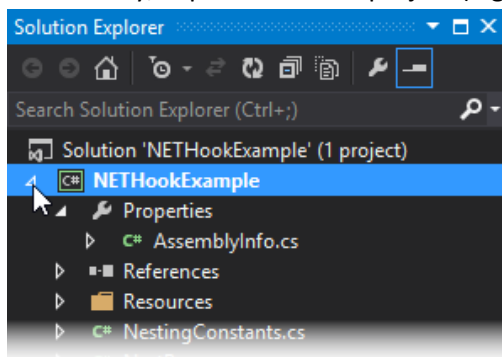 Solution Explorer
Search Solution Explorer (Ctrl+;)
Solution 'NETHookExample' (1 project)
C# NETHookExample
Properties
C# AssemblyInfo.cs
References
Resources
C# NestingConstants.cs